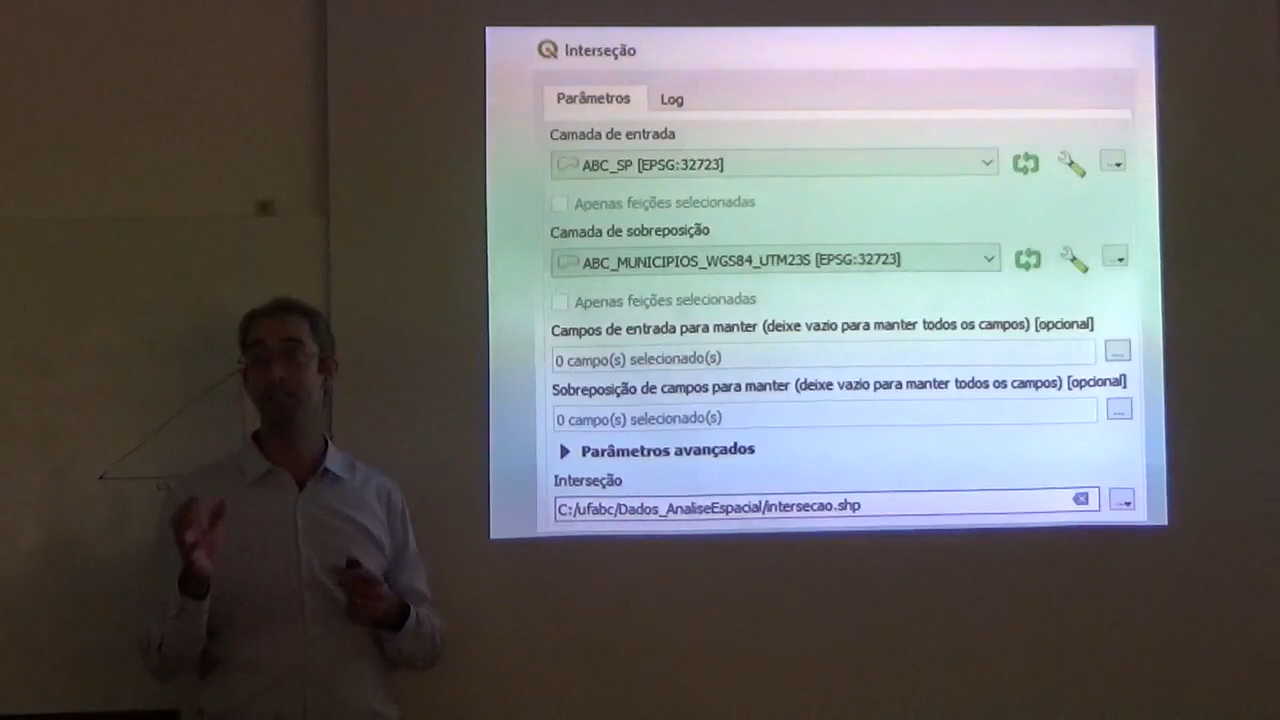 Interseção
Parâmetros Log
Camada de entrada
ABC_SP [EPSG:32723]
Apenas feições selecionadas
Camada de sobreposição
ABC_MUNICIPIOS_WGS84_UTM23S [EPSG:32723]
Apenas feições selecionadas
Campos de entrada para manter (deixe vazio para manter todos os campos) [opcional]
0 campo(s) selecionado(s)
Sobreposição de campos para manter (deixe vazio para manter todos os campos) [opcional]
0 campo(s) selecionado(s)
Parâmetros avançados
Interseção
C:/ufabc/Dados_AnaliseEspacial/intersecao.shp